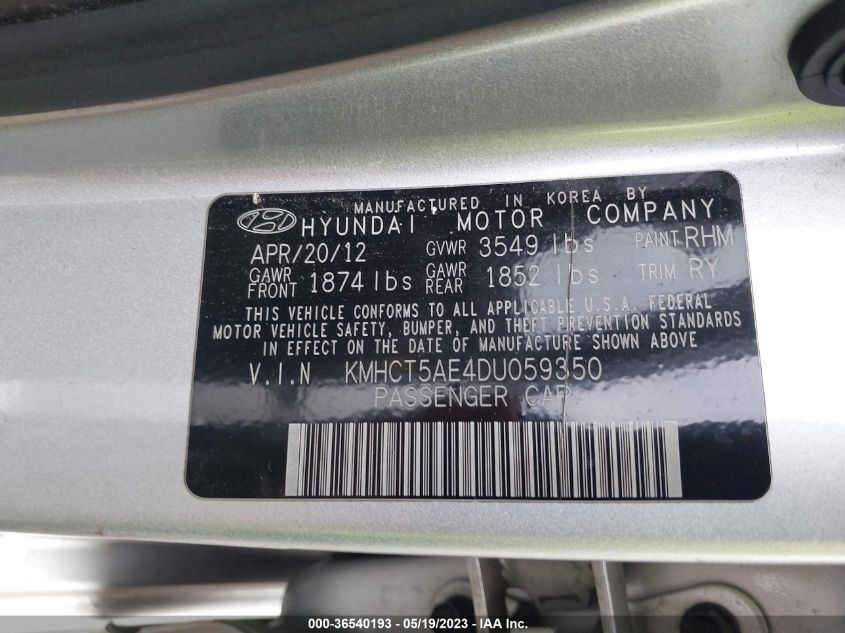 MANUFACTURED IN KOREA BY
HYUNDAI MOTOR COMPANY
APR/20/12 GVWR 3549 lbs PAINT RHM
GAWR FRONT 1874 lbs GAWR REAR 1852 lbs TRIM RY
THIS VEHICLE CONFORMS TO ALL APPLICABLE U.S.A. FEDERAL
MOTOR VEHICLE SAFETY, BUMPER, AND THEFT PREVENTION STANDARDS
IN EFFECT ON THE DATE OF MANUFACTURE SHOWN ABOVE.
V.I.N KMHCT5AE4DU059350
PASSENGER CAR
000-36540193 - 05/19/2023 - IAA Inc.